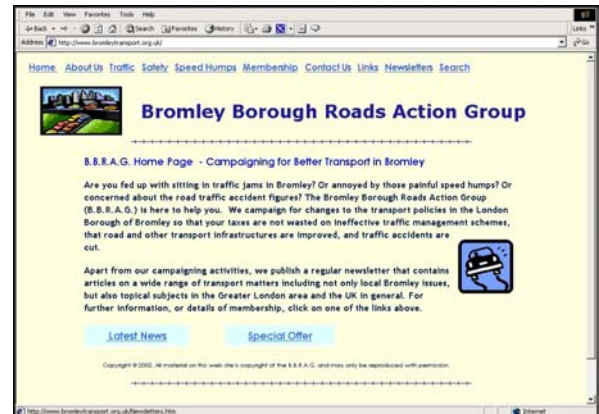 File Edit View Favorites Tools Help
Back Search Favorites History Links
Address http://www.bromleytransport.org.uk/ Go
Home About Us Traffic Safety Speed Humps Membership Contact Us Links Newsletters Search
Bromley Borough Roads Action Group
B.B.R.A.G. Home Page - Campaigning for Better Transport in Bromley
Are you fed up with sitting in traffic jams in Bromley? Or annoyed by those painful speed humps? Or
concerned about the road traffic accident figures? The Bromley Borough Roads Action Group
(B.B.R.A.G.) is here to help you. We campaign for changes to the transport policies in the London
Borough of Bromley so that your taxes are not wasted on ineffective traffic management schemes,
that road and other transport infrastructures are improved, and traffic accidents are
cut.
Apart from our campaigning activities, we publish a regular newsletter that contains
articles on a wide range of transport matters including not only local Bromley issues,
but also topical subjects in the Greater London area and the UK in general. For
further information, or details of membership, click on one of the links above.
Latest News Special Offer
Copyright ©2002. All material on this web site is copyright of the B.B.R.A.G. and may only be reproduced with permission.
http://www.bromleytransport.org.uk/Newsletters.htm Internet